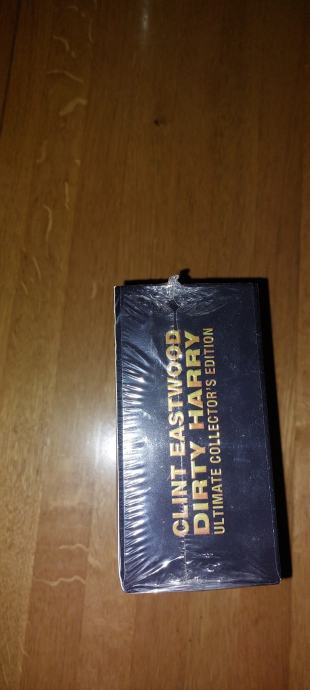 CLINT EASTWOOD
DIRTY HARRY
ULTIMATE COLLECTOR'S EDITION